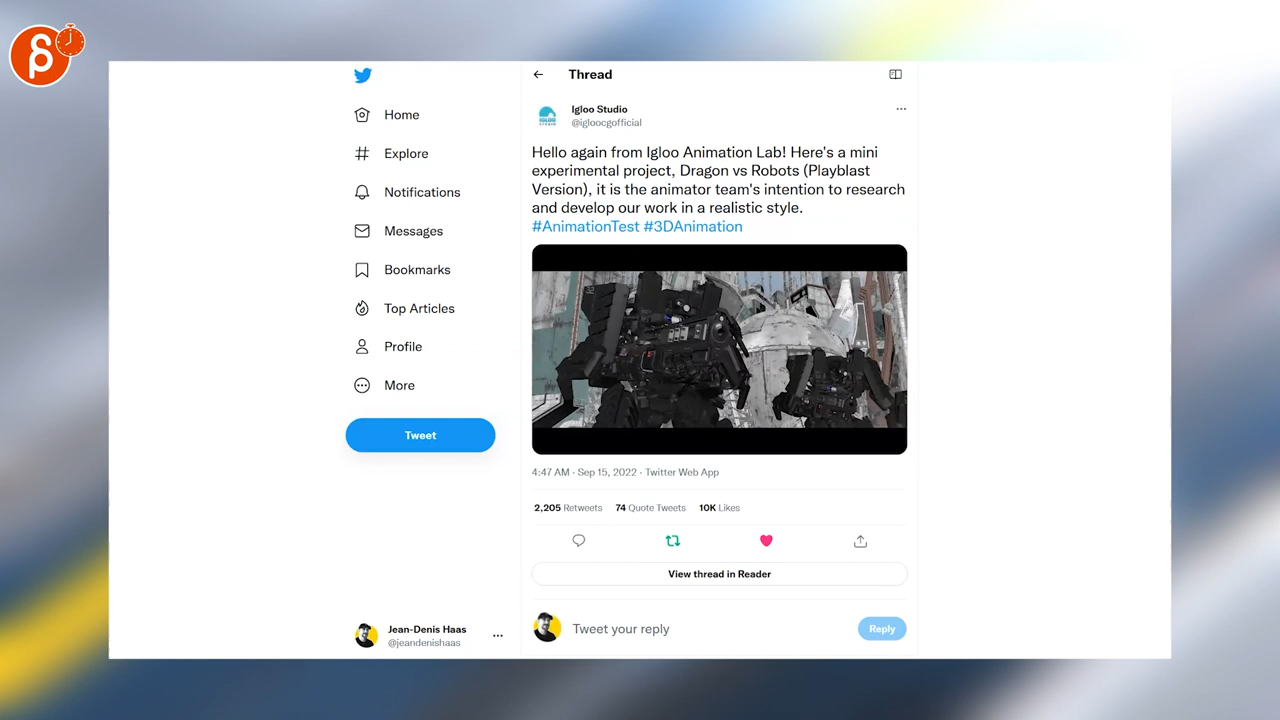 Thread
Home
Explore
Notifications
Messages
Bookmarks
Top Articles
Profile
More
Tweet
Jean-Denis Haas
@jeandenishaas
Igloo Studio
@igloocgofficial
Hello again from Igloo Animation Lab! Here's a mini
experimental project, Dragon vs Robots (Playblast
Version), it is the animator team's intention to research
and develop our work in a realistic style.
#AnimationTest #3DAnimation
4:47 AM · Sep 15, 2022 · Twitter Web App
2,205 Retweets 74 Quote Tweets 10K Likes
View thread in Reader
Tweet your reply
Reply